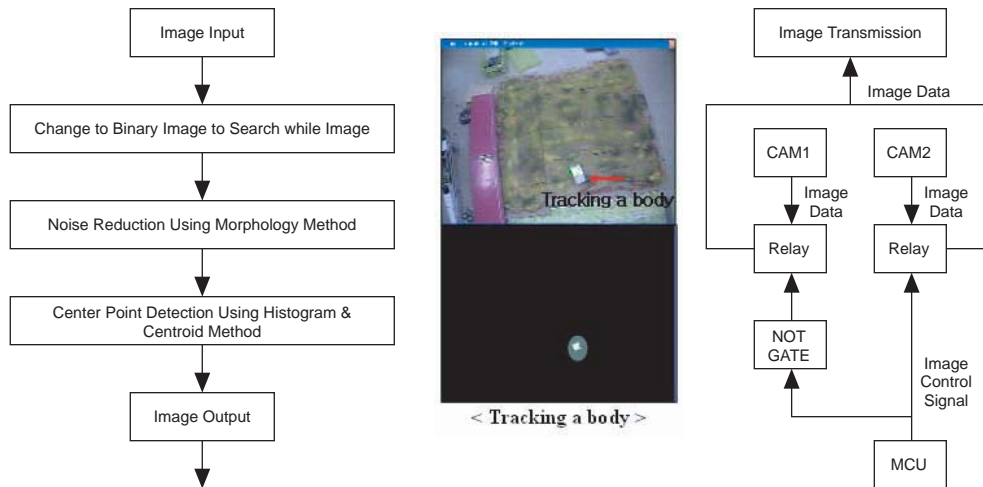 Image Input
Change to Binary Image to Search while Image
Noise Reduction Using Morphology Method
Center Point Detection Using Histogram &
Centroid Method
Image Output
Tracking a body
< Tracking a body >
Image Transmission
Image Data
CAM1
CAM2
Image
Data
Image
Data
Relay
Relay
NOT
GATE
Image
Control
Signal
MCU